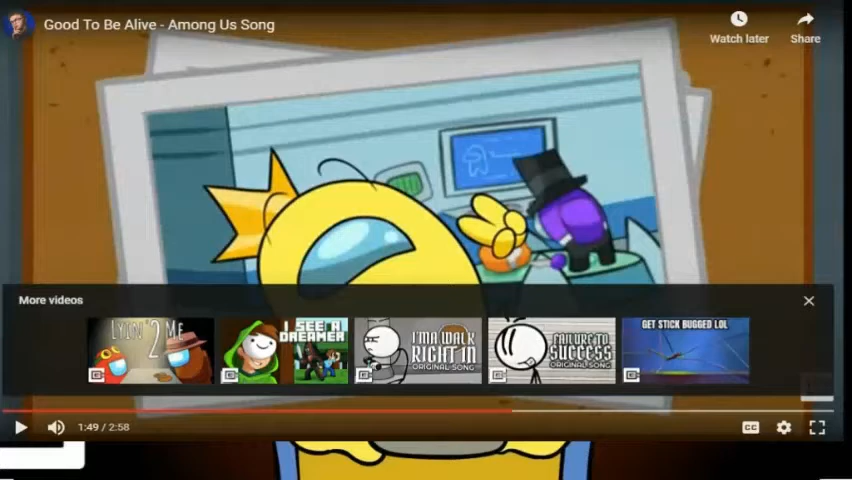 Good To Be Alive - Among Us Song
Watch later
Share
More videos
LYIN' 2 ME
I SEE A
DREAMER
I'MA WALK
RIGHT IN
ORIGINAL SONG
FAILURE TO
SUCCESS
ORIGINAL SONG
GET STICK BUGGED LOL
1:49 / 2:58
CC